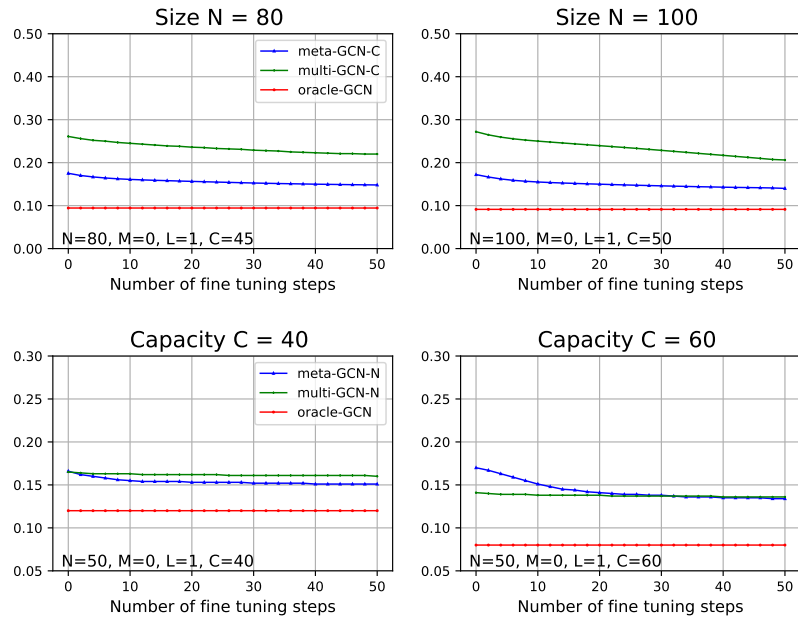 Size N = 80
0.50
0.40
0.30
0.20
0.10
0.00
meta-GCN-C
multi-GCN-C
oracle-GCN
N=80, M=0, L=1, C=45
0 10 20 30 40 50
Number of fine tuning steps
Size N = 100
0.50
0.40
0.30
0.20
0.10
0.00
N=100, M=0, L=1, C=50
0 10 20 30 40 50
Number of fine tuning steps
Capacity C = 40
0.30
0.25
0.20
0.15
0.10
0.05
meta-GCN-N
multi-GCN-N
oracle-GCN
N=50, M=0, L=1, C=40
0 10 20 30 40 50
Number of fine tuning steps
Capacity C = 60
0.30
0.25
0.20
0.15
0.10
0.05
N=50, M=0, L=1, C=60
0 10 20 30 40 50
Number of fine tuning steps